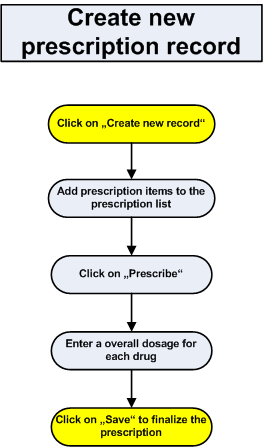 Create new
prescription record
Click on „Create new record“
Add prescription items to the
prescription list
Click on „Prescribe“
Enter a overall dosage for
each drug
Click on „Save“ to finalize the
prescription